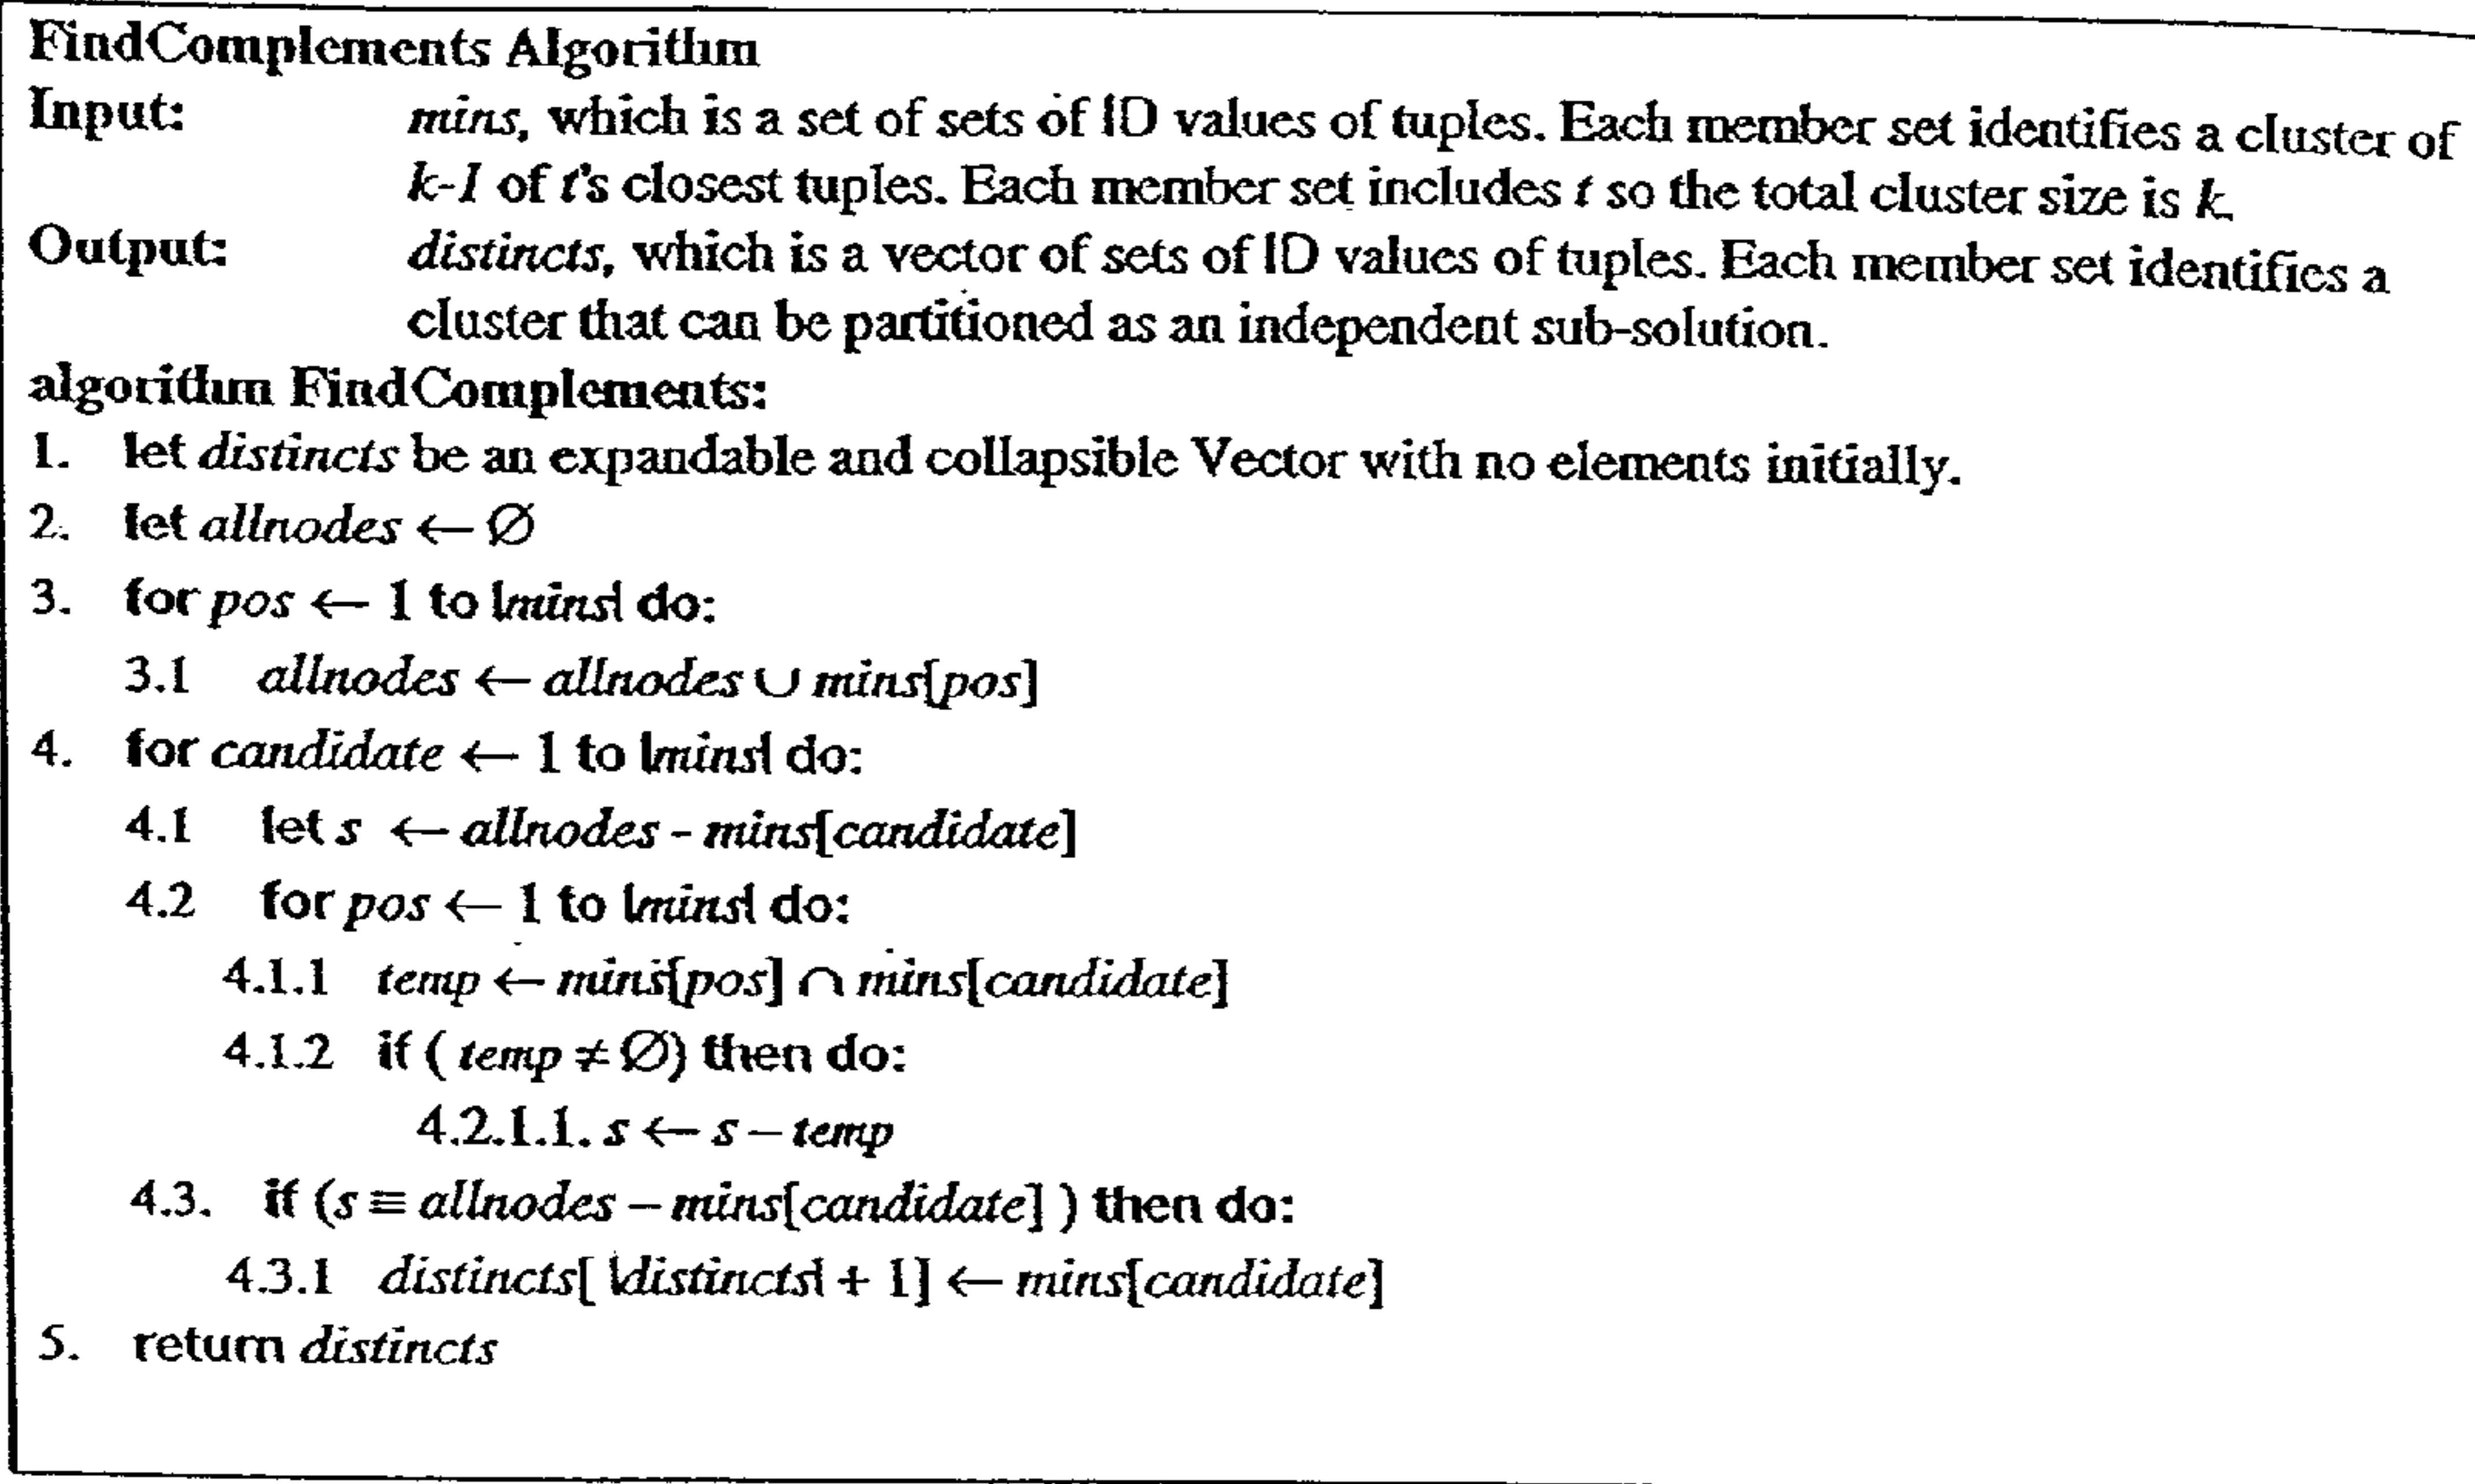 FindComplements Algorithm
Input: mins, which is a set of sets of ID values of tuples. Each member set identifies a cluster of
k-1 of t's closest tuples. Each member set includes t so the total cluster size is k.
Output: distincts, which is a vector of sets of ID values of tuples. Each member set identifies a
cluster that can be partitioned as an independent sub-solution.
algorithm FindComplements:
1. let distincts be an expandable and collapsible Vector with no elements initially.
2. let allnodes ← ∅
3. for pos ← 1 to |mins| do:
3.1 allnodes ← allnodes ∪ mins[pos]
4. for candidate ← 1 to |mins| do:
4.1 let s ← allnodes - mins[candidate]
4.2 for pos ← 1 to |mins| do:
4.1.1 temp ← mins[pos] ∩ mins[candidate]
4.1.2 if ( temp ≠ ∅) then do:
4.2.1.1. s ← s – temp
4.3. if (s ≡ allnodes – mins[candidate] ) then do:
4.3.1 distincts[ |distincts| + 1] ← mins[candidate]
5. return distincts